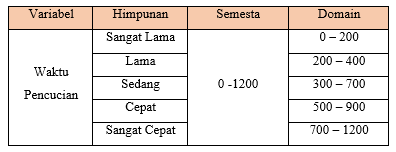 Variabel Himpunan Semesta Domain
Waktu Pencucian Sangat Lama 0 -1200 0 – 200
Lama 200 – 400
Sedang 300 – 700
Cepat 500 – 900
Sangat Cepat 700 – 1200